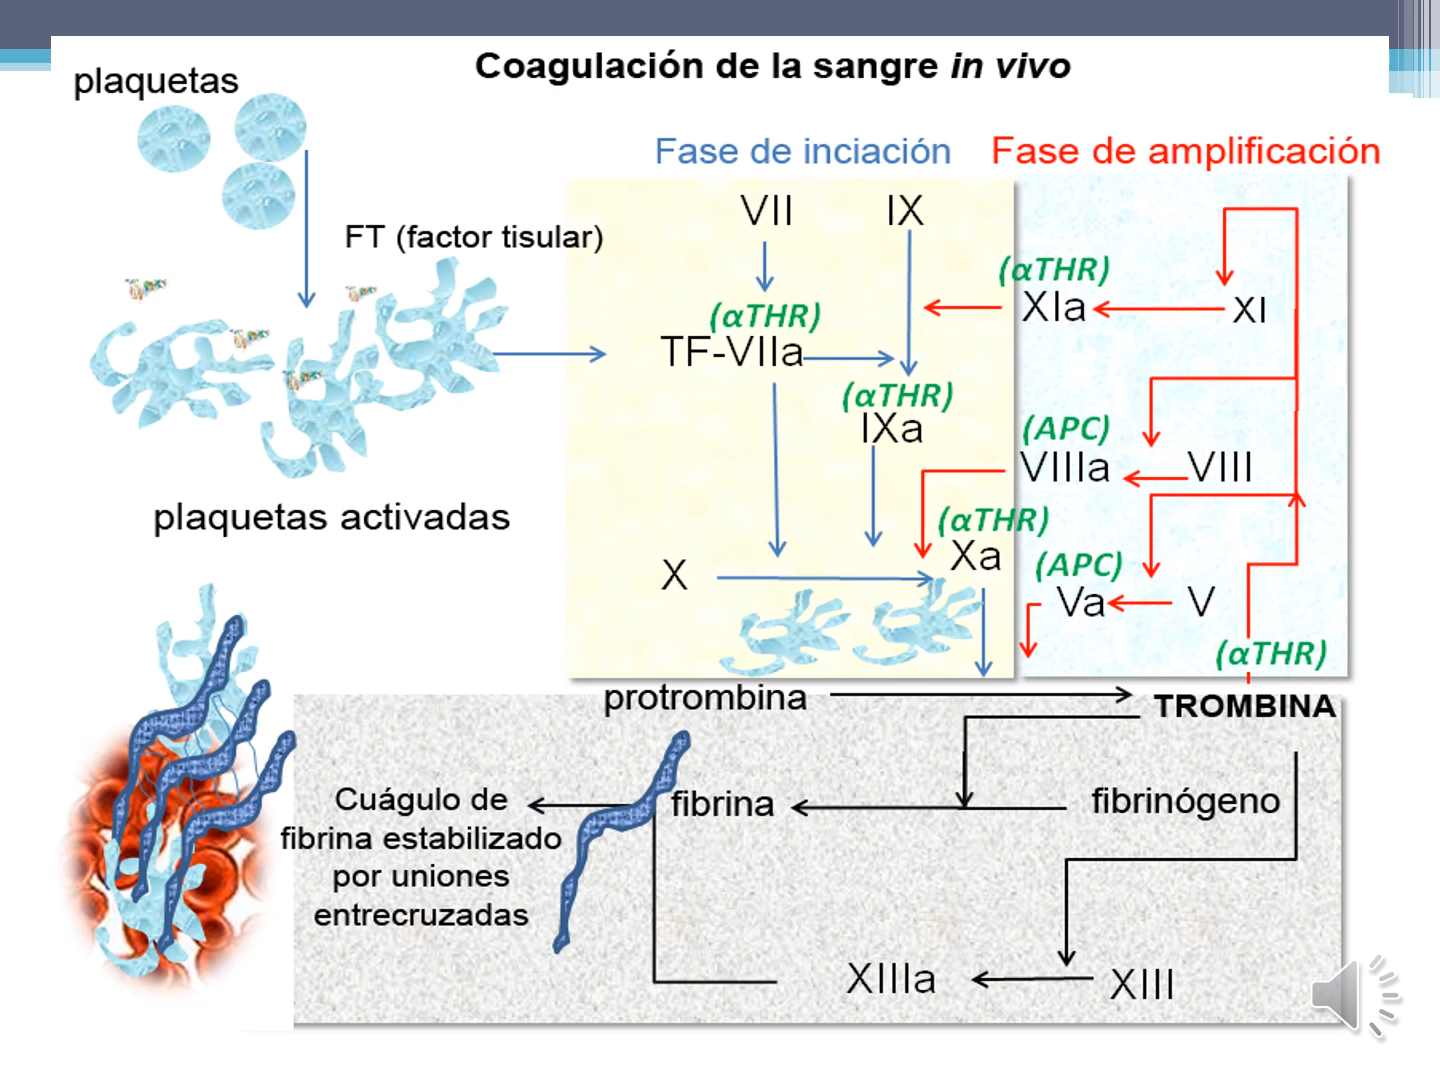 Coagulación de la sangre in vivo
plaquetas
Fase de inciación
Fase de amplificación
VII
IX
FT (factor tisular)
(αTHR)
XIa
XI
(αTHR)
TF-VIIa
(αTHR)
IXa
(APC)
VIIIa
VIII
plaquetas activadas
(αTHR)
Xa
X
(APC)
Va
V
(αTHR)
protrombina
TROMBINA
Cuágulo de
fibrina estabilizado
por uniones
entrecruzadas
fibrina
fibrinógeno
XIIIa
XIII